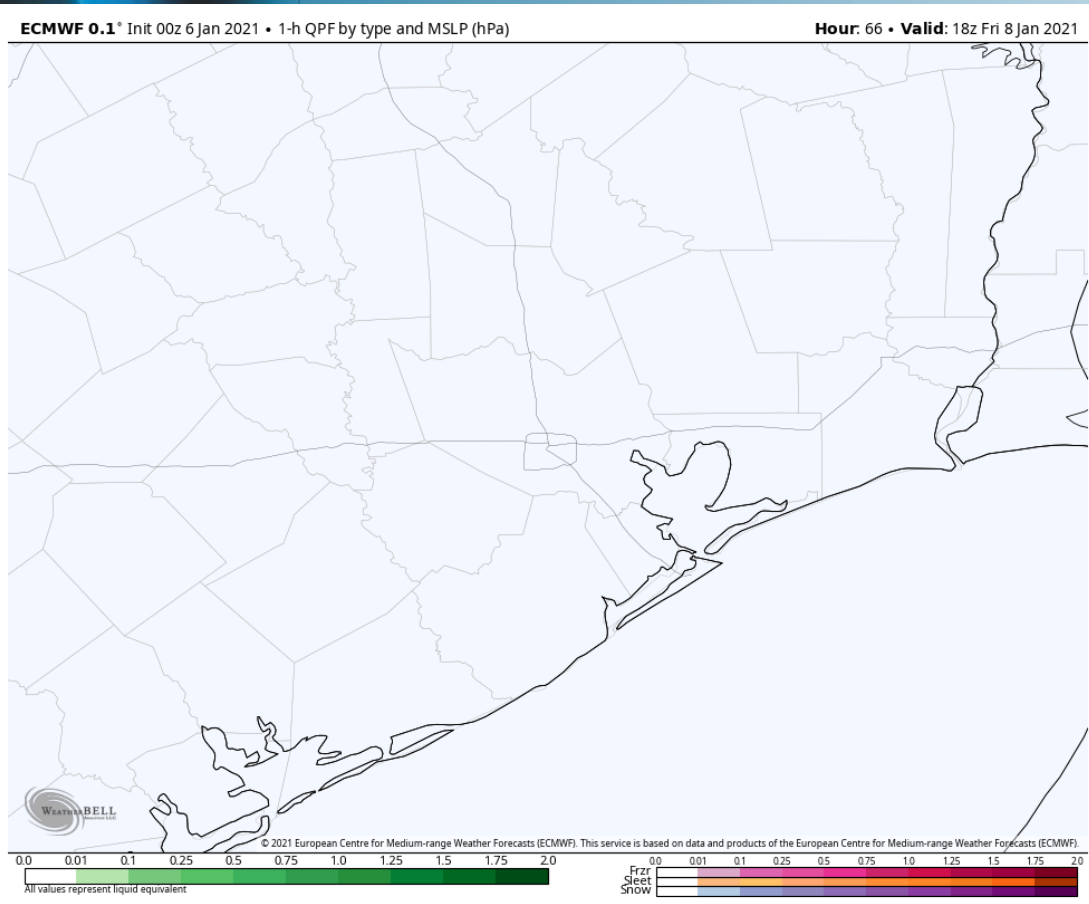 ECMWF 0.1° Init 00z 6 Jan 2021 • 1-h QPF by type and MSLP (hPa) Hour: 66 • Valid: 18z Fri 8 Jan 2021
WEATHERBELL
Analytics LLC
© 2021 European Centre for Medium-range Weather Forecasts (ECMWF). This service is based on data and products of the European Centre for Medium-range Weather Forecasts (ECMWF).
0.0 0.01 0.1 0.25 0.5 0.75 1.0 1.25 1.5 1.75 2.0
All values represent liquid equivalent
0.0 0.01 0.1 0.25 0.5 0.75 1.0 1.25 1.5 1.75 2.0
Frzr
Sleet
Snow